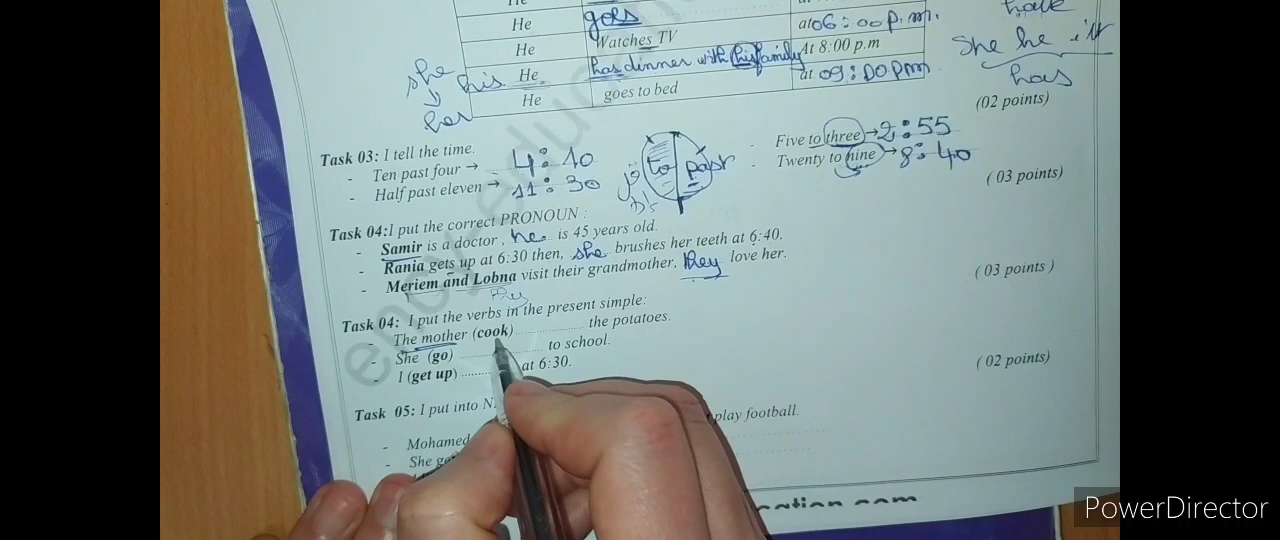 He
He goes at 06:00 p.m. have
He Watches TV At 8:00 p.m She he it
she his He has dinner with his family at 09:00 pm has
her He goes to bed
(02 points)
Task 03: I tell the time.
- Ten past four → 4:10
- Half past eleven → 11:30
to past
- Five to three → 2:55
- Twenty to nine → 8:40
( 03 points)
Task 04: I put the correct PRONOUN :
- Samir is a doctor , he is 45 years old.
- Rania gets up at 6:30 then, she brushes her teeth at 6:40.
- Meriem and Lobna visit their grandmother, they love her.
they
( 03 points )
Task 04: I put the verbs in the present simple:
- The mother (cook) ............... the potatoes.
- She (go) ............... to school.
- I (get up) .......... at 6:30.
(02 points)
Task 05: I put into N
play football.
- Mohamed
- She ge
PowerDirector